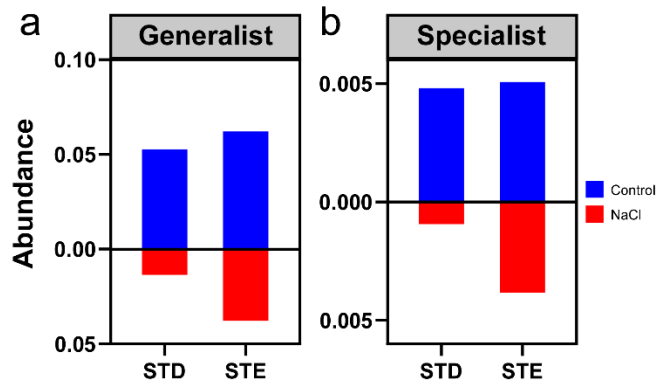 a
Generalist
b
Specialist
Abundance
0.10
0.05
0.00
0.05
STD STE
0.005
0.000
0.005
STD STE
Control
NaCl